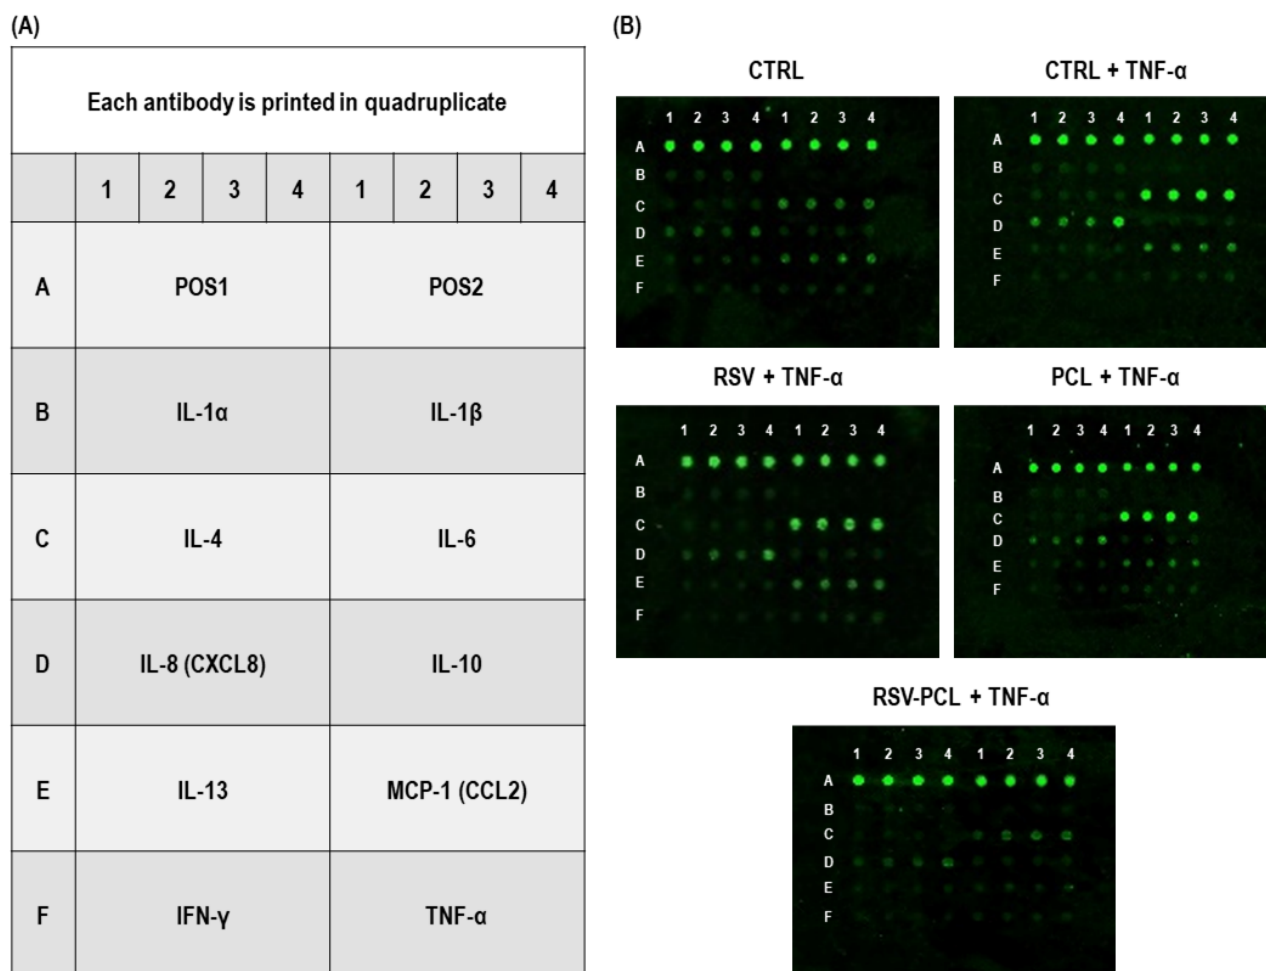 (A)
Each antibody is printed in quadruplicate
1 2 3 4 1 2 3 4
A POS1 POS2
B IL-1α IL-1β
C IL-4 IL-6
D IL-8 (CXCL8) IL-10
E IL-13 MCP-1 (CCL2)
F IFN-γ TNF-α
(B)
CTRL
1 2 3 4 1 2 3 4
A
B
C
D
E
F
CTRL + TNF-α
1 2 3 4 1 2 3 4
A
B
C
D
E
F
RSV + TNF-α
1 2 3 4 1 2 3 4
A
B
C
D
E
F
PCL + TNF-α
1 2 3 4 1 2 3 4
A
B
C
D
E
F
RSV-PCL + TNF-α
1 2 3 4 1 2 3 4
A
B
C
D
E
F